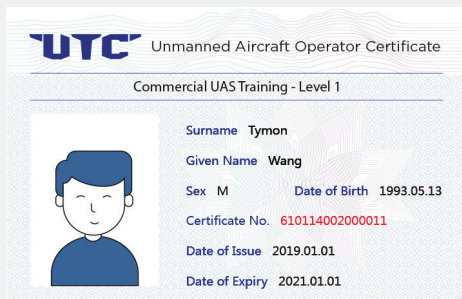 UTC Unmanned Aircraft Operator Certificate
Commercial UAS Training - Level 1
Surname Tymon
Given Name Wang
Sex M Date of Birth 1993.05.13
Certificate No. 610114002000011
Date of Issue 2019.01.01
Date of Expiry 2021.01.01